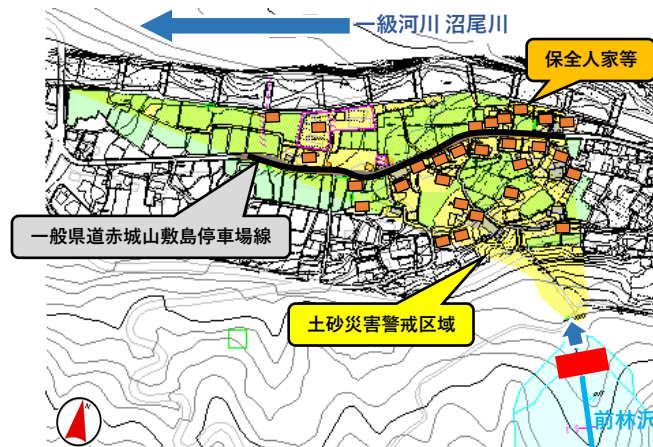 一級河川 沼尾川
保全人家等
一般県道赤城山敷島停車場線
土砂災害警戒区域
前林沢
N